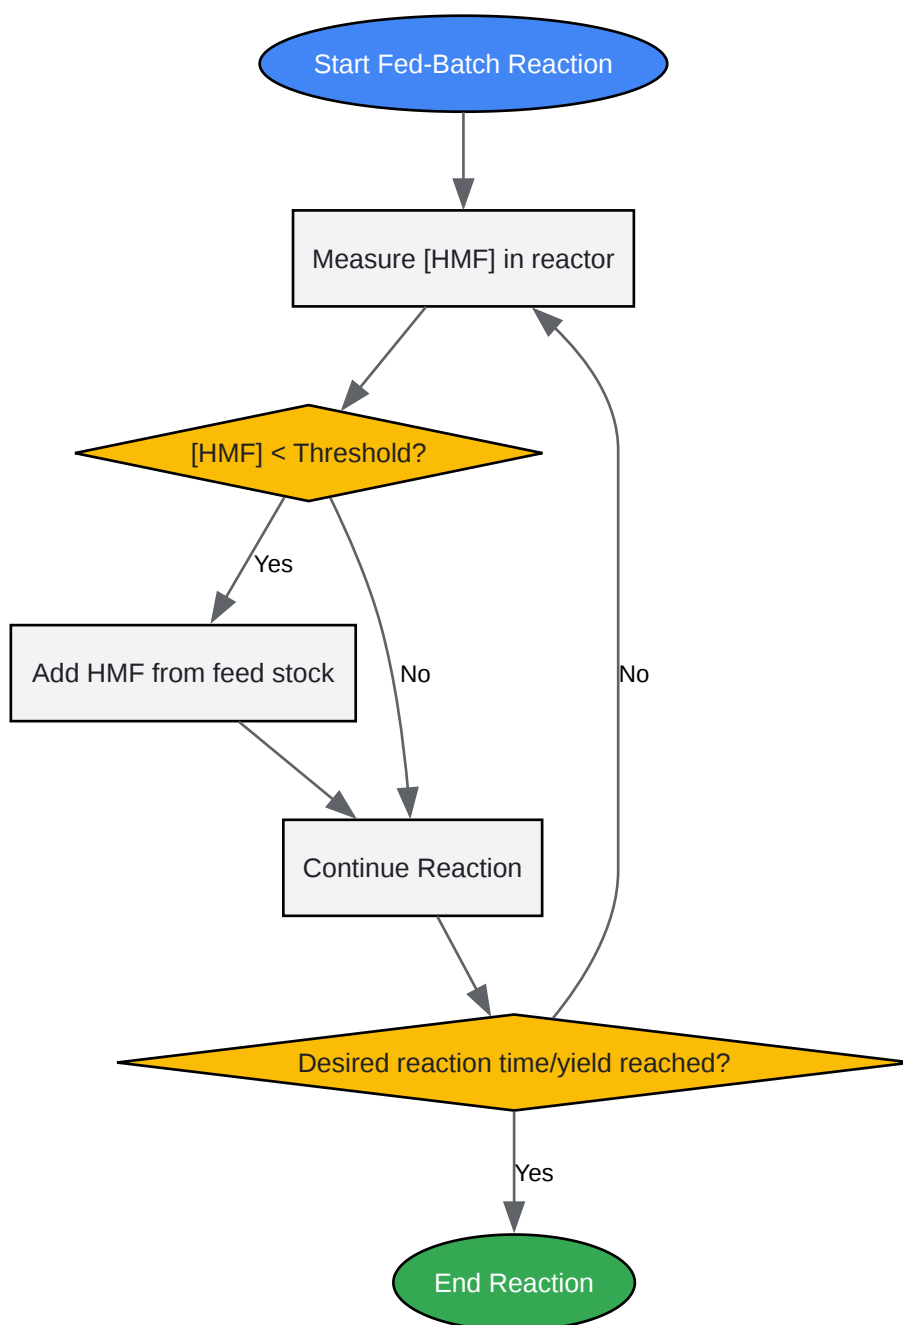 Start Fed-Batch Reaction
Measure [HMF] in reactor
[HMF] < Threshold?
Yes
Add HMF from feed stock
No
No
Continue Reaction
Desired reaction time/yield reached?
Yes
End Reaction